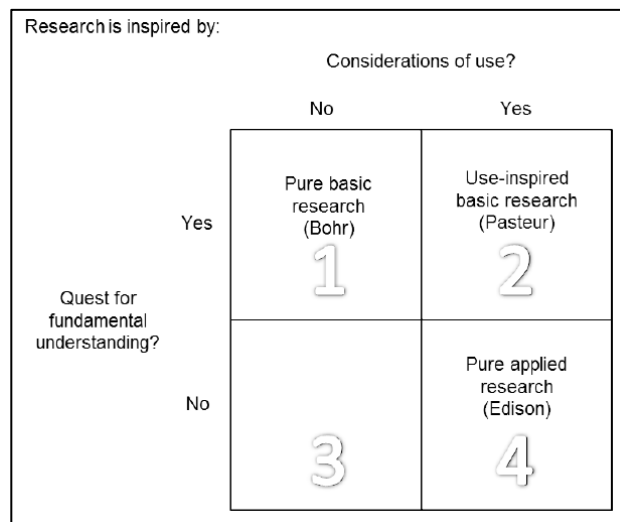 Research is inspired by:
Considerations of use?
No
Yes
Pure basic
research
(Bohr)
1
Use-inspired
basic research
(Pasteur)
2
Yes
Quest for
fundamental
understanding?
No
3
Pure applied
research
(Edison)
4